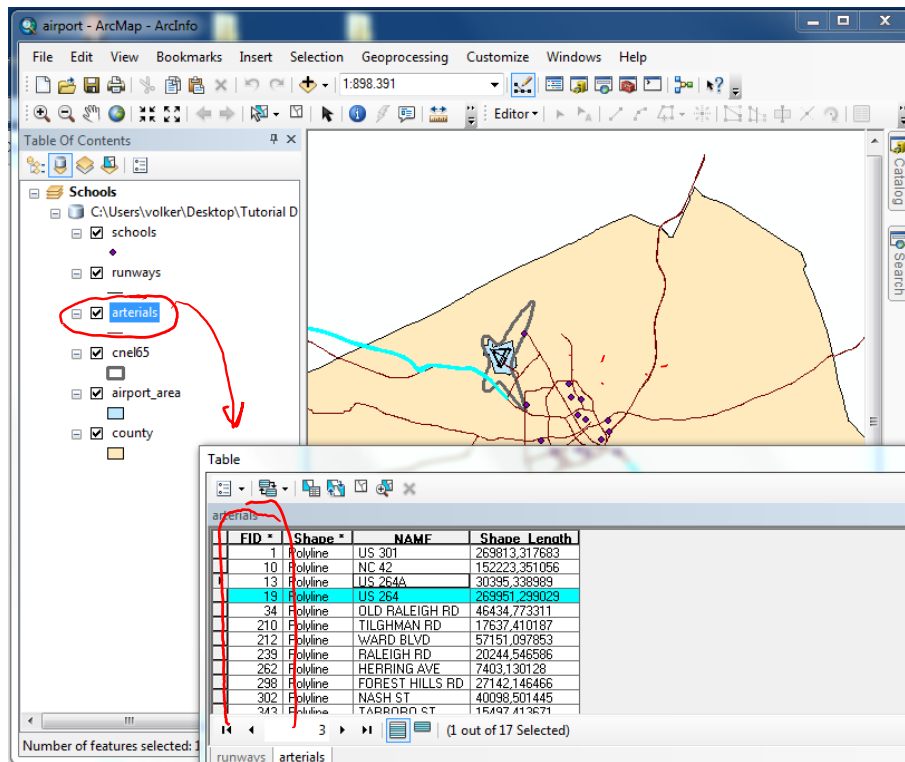 airport - ArcMap - ArcInfo
File Edit View Bookmarks Insert Selection Geoprocessing Customize Windows Help
1:898.391
Editor
Table Of Contents
Schools
C:\Users\volker\Desktop\Tutorial D
schools
runways
arterials
cnel65
airport_area
county
Catalog
Search
Table
arterials
FID * Shape * NAME Shape_Length
1 Polyline US 301 269813,317683
10 Polyline NC 42 152223,351056
13 Polyline US 264A 30395,338989
19 Polyline US 264 269951,299029
34 Polyline OLD RALEIGH RD 46434,773311
210 Polyline TILGHMAN RD 17637,410187
212 Polyline WARD BLVD 57151,097853
239 Polyline RALEIGH RD 20244,546586
262 Polyline HERRING AVE 7403,130128
298 Polyline FOREST HILLS RD 27142,146466
302 Polyline NASH ST 40098,501445
343 Polyline TARBORO ST 15497,413671
3 (1 out of 17 Selected)
Number of features selected: 1
runways arterials